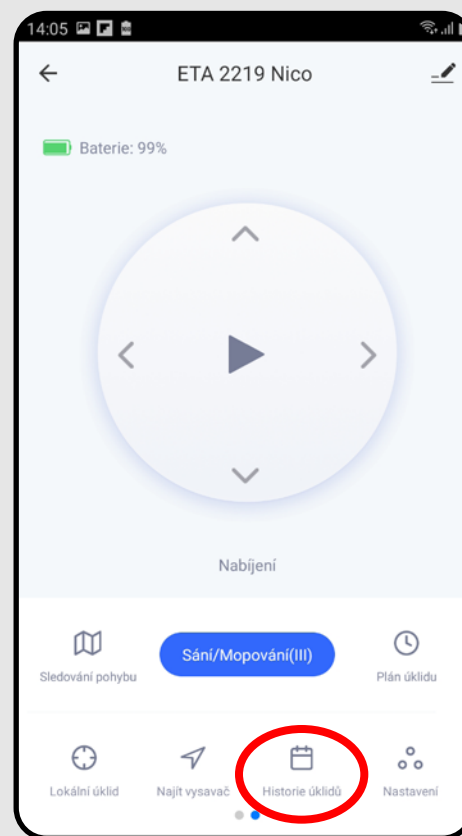 14:05
ETA 2219 Nico
Baterie: 99%
Nabíjení
Sání/Mopování(III)
Sledování pohybu
Plán úklidu
Lokální úklid
Najít vysavač
Historie úklidů
Nastavení